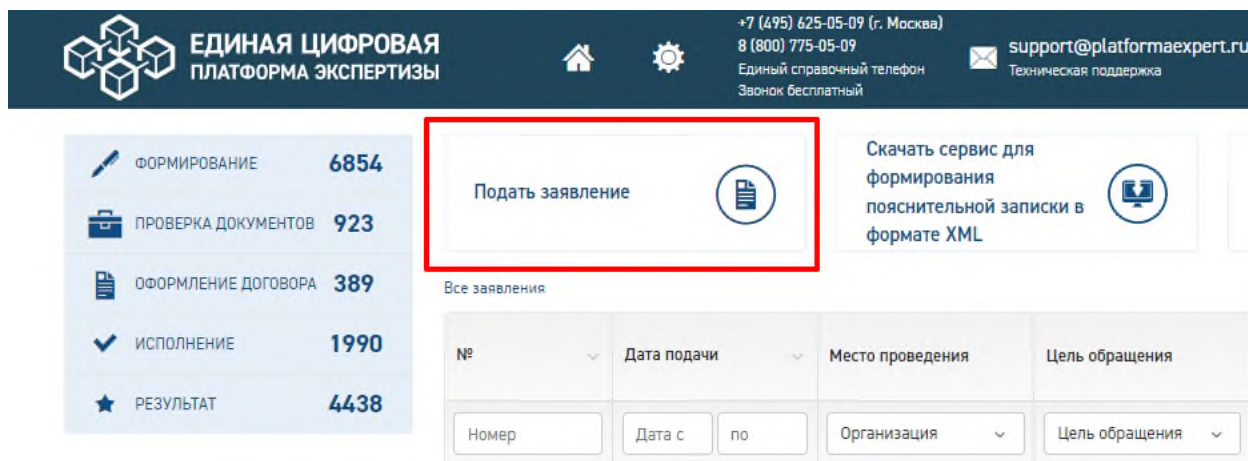 ЕДИНАЯ ЦИФРОВАЯ
ПЛАТФОРМА ЭКСПЕРТИЗЫ
+7 (495) 625-05-09 (г. Москва)
8 (800) 775-05-09
Единый справочный телефон
Звонок бесплатный
support@platformaexpert.ru
Техническая поддержка
ФОРМИРОВАНИЕ 6854
ПРОВЕРКА ДОКУМЕНТОВ 923
ОФОРМЛЕНИЕ ДОГОВОРА 389
ИСПОЛНЕНИЕ 1990
РЕЗУЛЬТАТ 4438
Подать заявление
Скачать сервис для
формирования
пояснительной записки в
формате XML
Все заявления
№ Дата подачи Место проведения Цель обращения
Номер Дата с по Организация Цель обращения